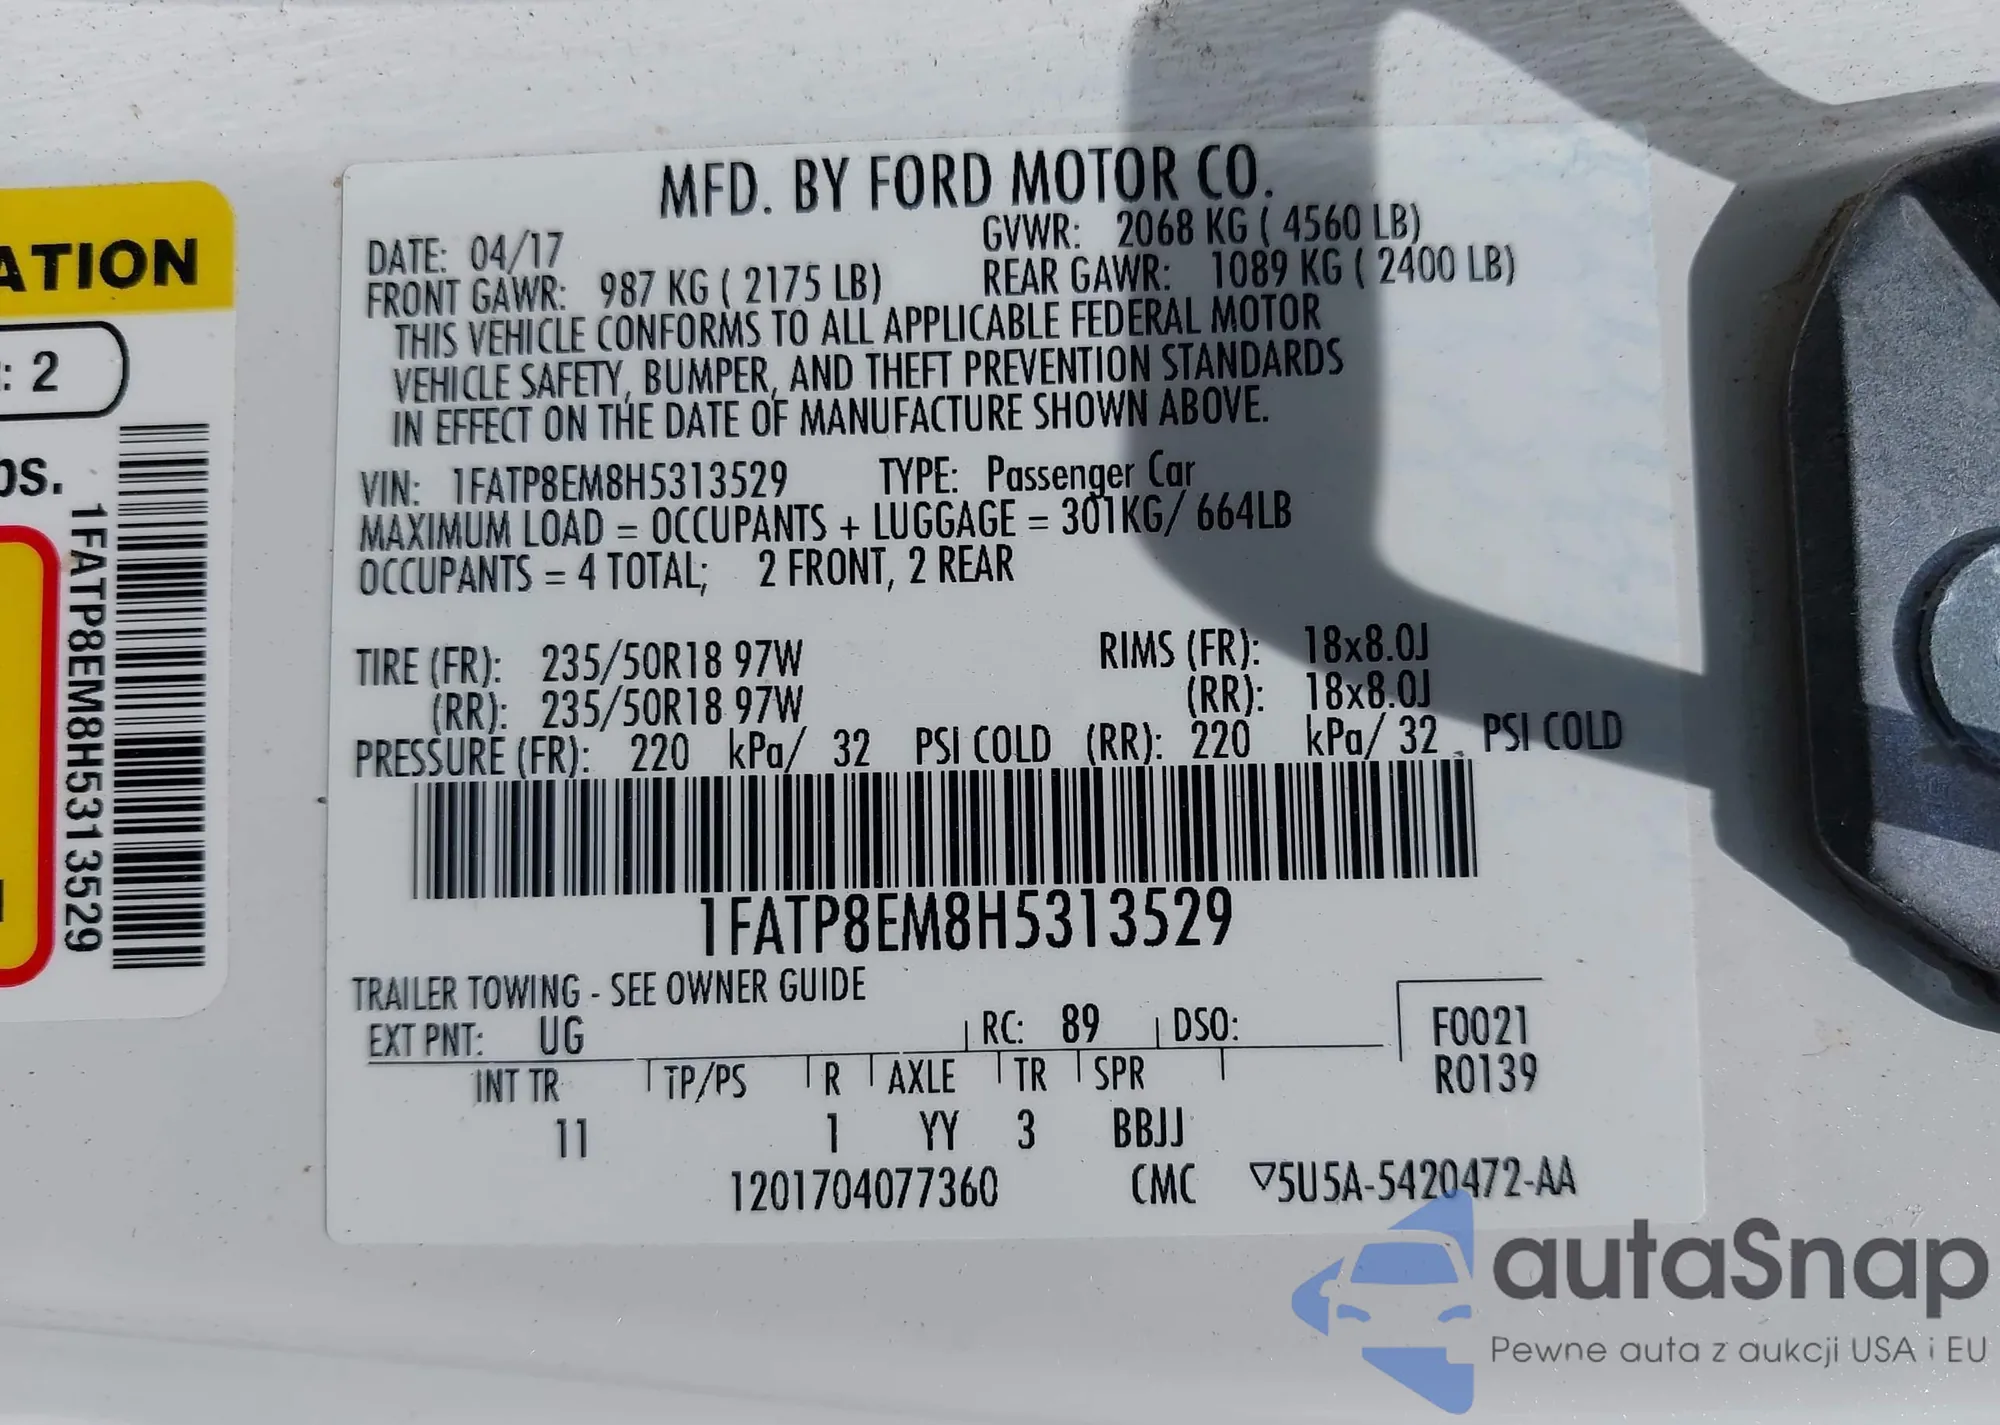 MFD. BY FORD MOTOR CO.
DATE: 04/17
GVWR: 2068 KG ( 4560 LB)
FRONT GAWR: 987 KG ( 2175 LB)
REAR GAWR: 1089 KG ( 2400 LB)
THIS VEHICLE CONFORMS TO ALL APPLICABLE FEDERAL MOTOR
VEHICLE SAFETY, BUMPER, AND THEFT PREVENTION STANDARDS
IN EFFECT ON THE DATE OF MANUFACTURE SHOWN ABOVE.
VIN: 1FATP8EM8H5313529 TYPE: Passenger Car
MAXIMUM LOAD = OCCUPANTS + LUGGAGE = 301KG/ 664LB
OCCUPANTS = 4 TOTAL; 2 FRONT, 2 REAR
TIRE (FR): 235/50R18 97W RIMS (FR): 18x8.0J
(RR): 235/50R18 97W (RR): 18x8.0J
PRESSURE (FR): 220 kPa/ 32 PSI COLD (RR): 220 kPa/ 32 PSI COLD
1FATP8EM8H5313529
TRAILER TOWING - SEE OWNER GUIDE
EXT PNT: UG RC: 89 DSO: F0021
R0139
INT TR TP/PS R AXLE TR SPR
11 1 YY 3 BBJJ
1201704077360 CMC ▽5U5A-5420472-AA
ATION
: 2
bs.
1FATP8EM8H5313529
autaSnap
Pewne auta z aukcji USA i EU